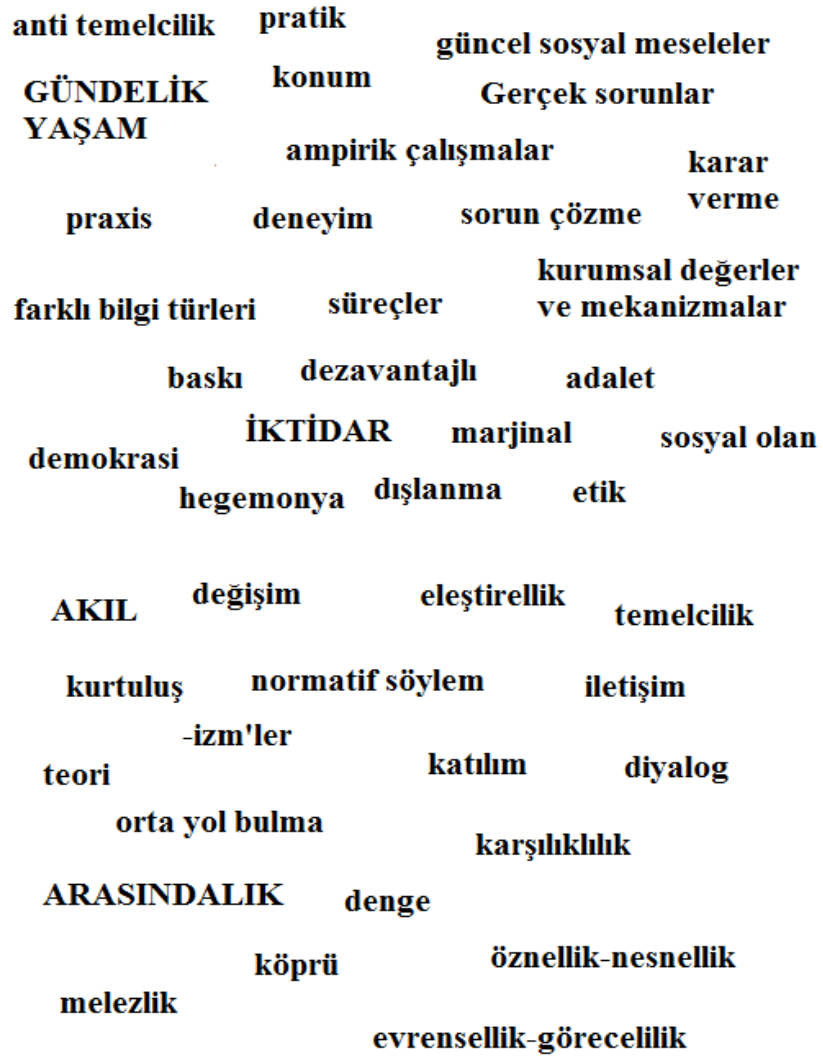 anti temelcilik pratik
güncel sosyal meseleler
GÜNDELİK
YAŞAM
konum
Gerçek sorunlar
ampirik çalışmalar
karar
verme
praxis deneyim sorun çözme
kurumsal değerler
ve mekanizmalar
farklı bilgi türleri süreçler
baskı dezavantajlı adalet
İKTİDAR marjinal sosyal olan
demokrasi
hegemonya dışlanma etik
AKIL değişim eleştirellik temelcilik
kurtuluş normatif söylem iletişim
-izm'ler
teori katılım diyalog
orta yol bulma
karşılıklılık
ARASINDALIK denge
köprü öznellik-nesnellik
melezlik
evrensellik-görecelilik